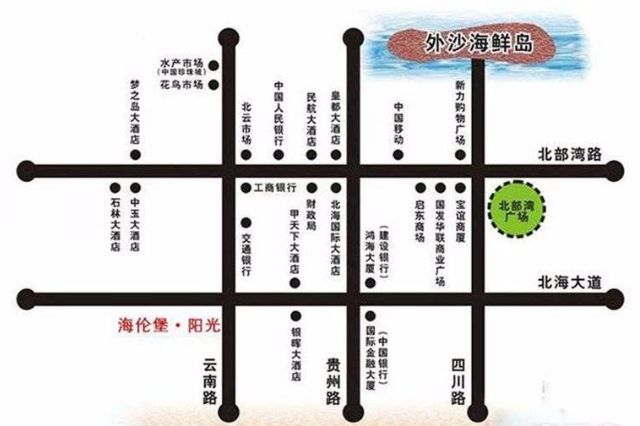 外沙海鲜岛
水产市场
(中国珍珠城)
花鸟市场
梦之岛大酒店
北云市场
中国人民银行
民航大酒店
皇都大酒店
中国移动
新力购物广场
北部湾路
石林大酒店
中玉大酒店
工商银行
交通银行
甲天下大酒店
财政局
北海国际大酒店
鸿海大厦
(建设银行)
启东商场
国发华联商业广场
宝谊商厦
北部湾
广场
北海大道
海伦堡·阳光
银晖大酒店
国际金融大厦
(中国银行)
云南路
贵州路
四川路